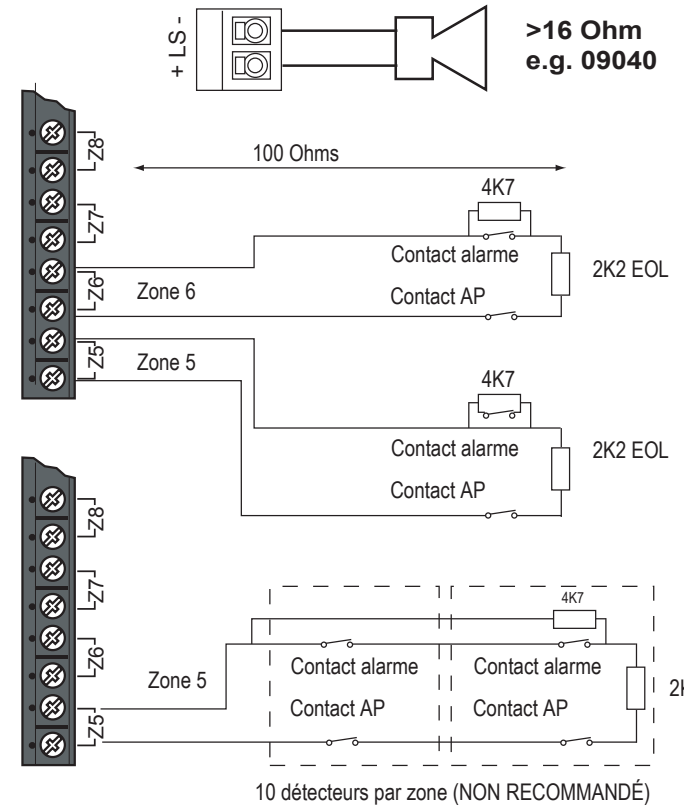 + LS -
>16 Ohm
e.g. 09040
Z8
Z7
Z6
Z5
100 Ohms
4K7
Contact alarme
2K2 EOL
Zone 6
Contact AP
Zone 5
4K7
Contact alarme
2K2 EOL
Contact AP
Z8
Z7
Z6
Z5
4K7
Zone 5
Contact alarme
Contact alarme
Contact AP
Contact AP
10 détecteurs par zone (NON RECOMMANDÉ)